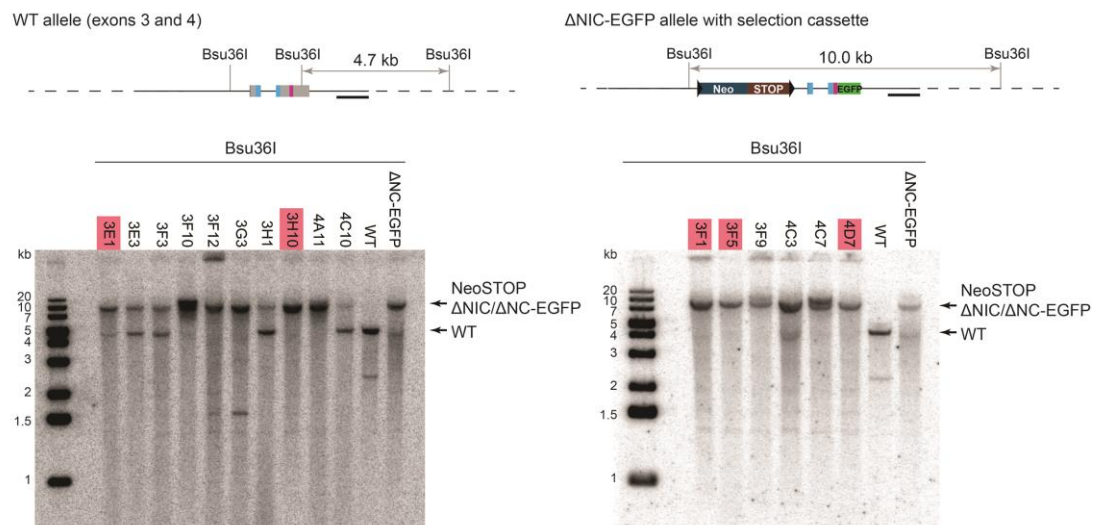 WT allele (exons 3 and 4)
Bsu36I Bsu36I Bsu36I
4.7 kb
Bsu36I
3E1 3E3 3F3 3F10 3F12 3G3 3H1 3H10 4A11 4C10 WT ΔNC-EGFP
kb
20
10
7
5
4
3
2
1.5
1
NeoSTOP
ΔNIC/ΔNC-EGFP
WT
ΔNIC-EGFP allele with selection cassette
Bsu36I Bsu36I
10.0 kb
Neo STOP EGFP
Bsu36I
3F1 3F5 3F9 4C3 4C7 4D7 WT ΔNC-EGFP
kb
20
10
7
5
4
3
2
1.5
1
NeoSTOP
ΔNIC/ΔNC-EGFP
WT